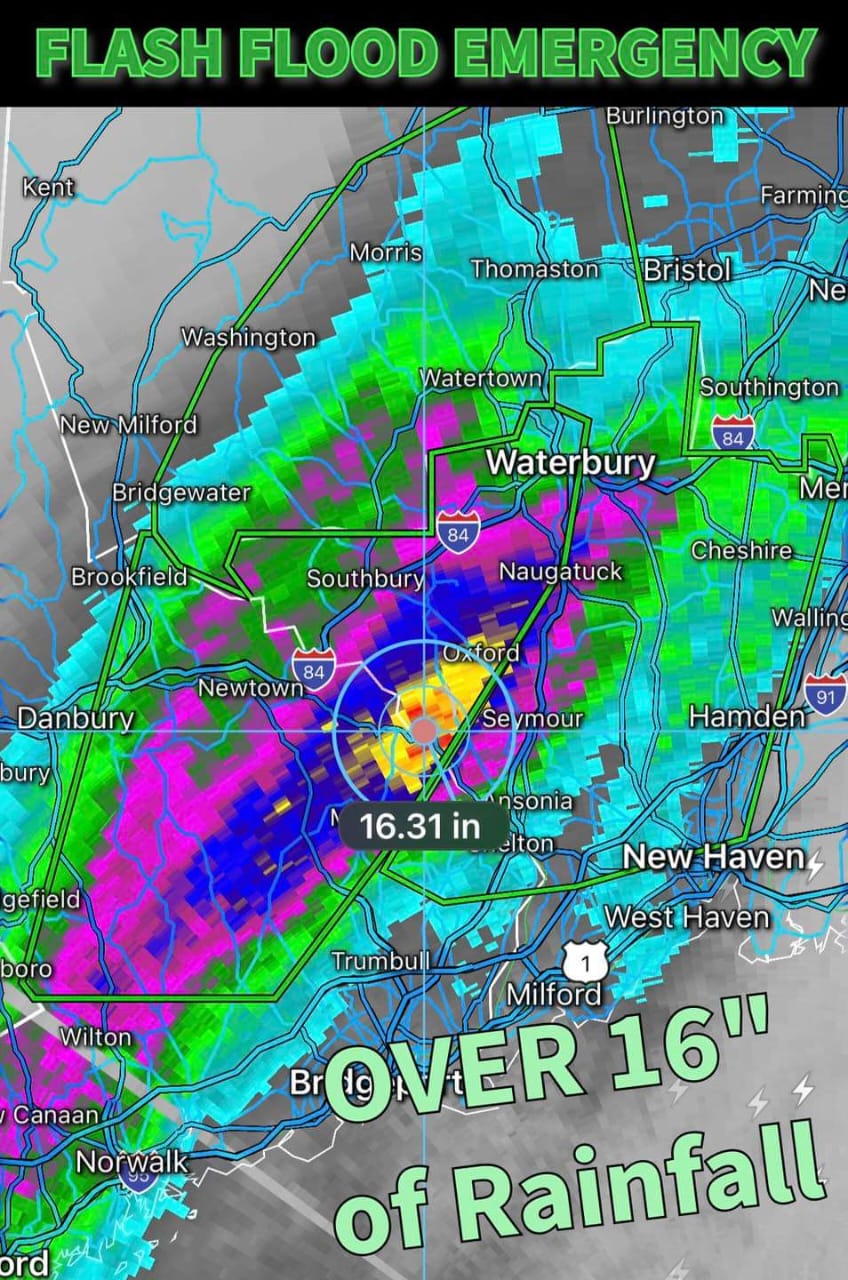 FLASH FLOOD EMERGENCY
Burlington
Kent
Farming
Morris
Thomaston
Bristol
Ne
Washington
Watertown
Southington
New Milford
84
Waterbury
Bridgewater
Mer
84
Cheshire
Brookfield
Southbury
Naugatuck
Walling
Oxford
84
Newtown
91
Danbury
Seymour
Hamden
bury
Ansonia
16.31 in
elton
New Haven
gefield
West Haven
Trumbull
1
boro
Milford
Wilton
OVER 16"
Bridgeport
Canaan
Norwalk
95
of Rainfall
ord